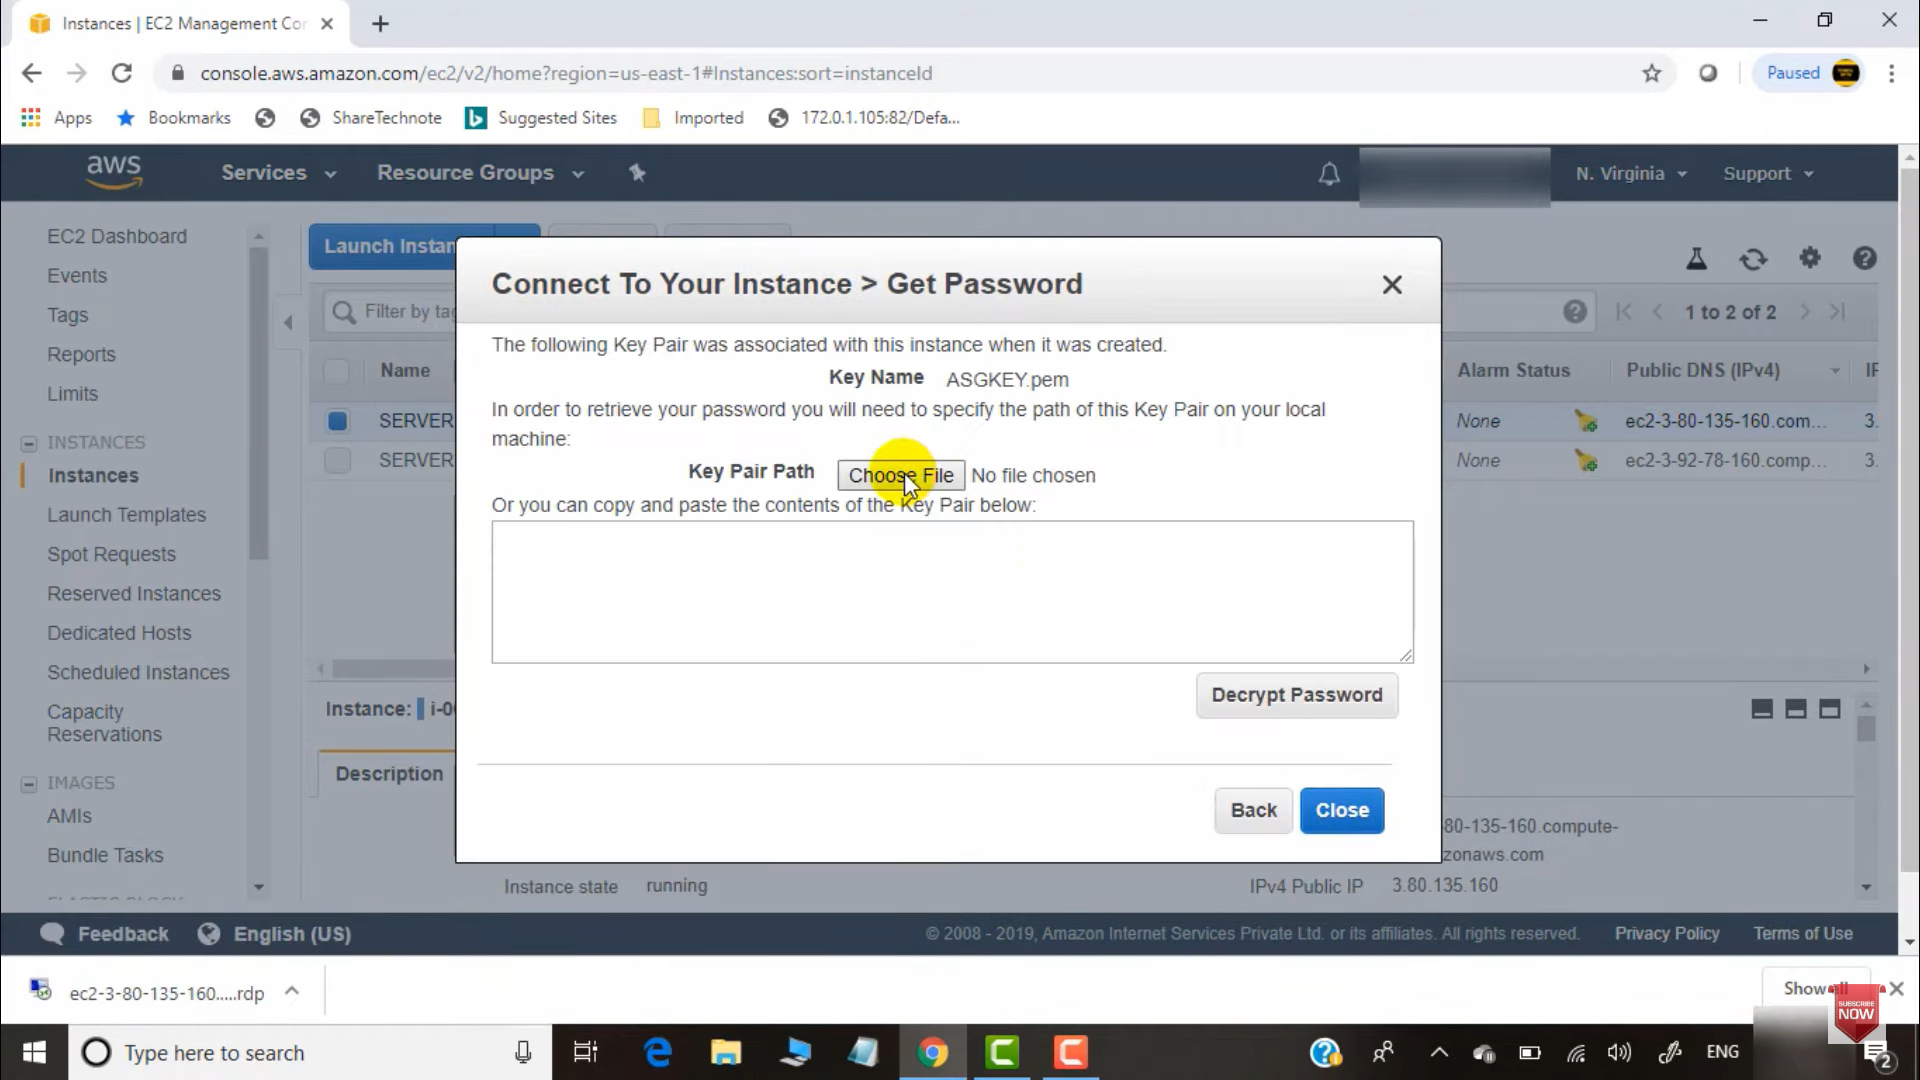 Instances | EC2 Management Con
console.aws.amazon.com/ec2/v2/home?region=us-east-1#Instances:sort=instanceId
Paused
Apps
Bookmarks
ShareTechnote
Suggested Sites
Imported
172.0.1.105:82/Defa...
aws
Services
Resource Groups
N. Virginia
Support
EC2 Dashboard
Events
Tags
Reports
Limits
INSTANCES
Instances
Launch Templates
Spot Requests
Reserved Instances
Dedicated Hosts
Scheduled Instances
Capacity
Reservations
IMAGES
AMIs
Bundle Tasks
Launch Instan
Filter by tag
1 to 2 of 2
Name
Alarm Status
Public DNS (IPv4)
IP
SERVER
None
ec2-3-80-135-160.com...
3.
SERVER
None
ec2-3-92-78-160.comp...
3.
Connect To Your Instance > Get Password
The following Key Pair was associated with this instance when it was created.
Key Name ASGKEY.pem
In order to retrieve your password you will need to specify the path of this Key Pair on your local
machine:
Key Pair Path Choose File No file chosen
Or you can copy and paste the contents of the Key Pair below:
Decrypt Password
Back
Close
Instance: i-0
Description
80-135-160.compute-
zonaws.com
Instance state running
IPv4 Public IP 3.80.135.160
Feedback
English (US)
© 2008 - 2019, Amazon Internet Services Private Ltd. or its affiliates. All rights reserved.
Privacy Policy
Terms of Use
ec2-3-80-135-160.....rdp
Show all
SUBSCRIBE
NOW
Type here to search
ENG
2